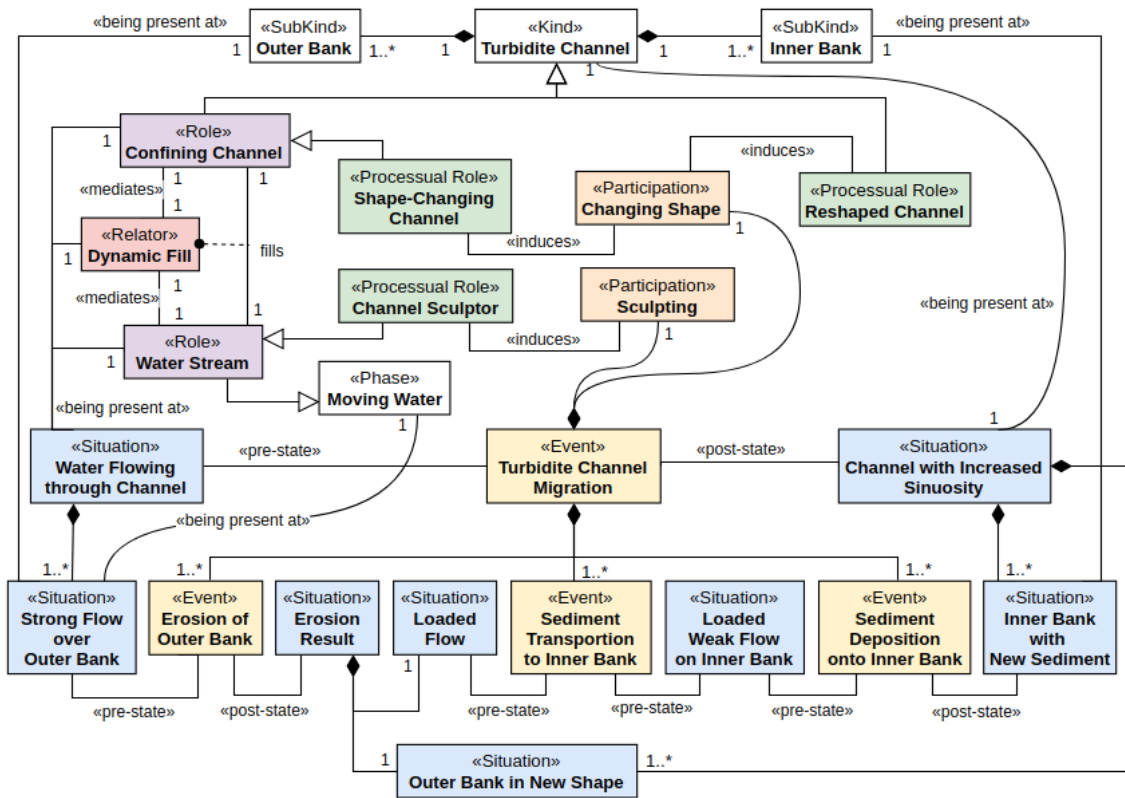 «being present at»
«SubKind»
Outer Bank
1
1..*
1
«Kind»
Turbidite Channel
1
1
1..*
«SubKind»
Inner Bank
1
«being present at»
1
«Role»
Confining Channel
1
1
«mediates»
1
«Relator»
Dynamic Fill
1
fills
1
«mediates»
1
1
«Role»
Water Stream
1
«being present at»
«Processual Role»
Shape-Changing
Channel
«induces»
«Participation»
Changing Shape
1
«induces»
«Processual Role»
Reshaped Channel
«Processual Role»
Channel Sculptor
«induces»
«Participation»
Sculpting
1
«being present at»
«Phase»
Moving Water
1
«Situation»
Water Flowing
through Channel
«pre-state»
«Event»
Turbidite Channel
Migration
«post-state»
1
«Situation»
Channel with Increased
Sinuosity
«being present at»
1..*
1..*
1..*
1..*
1..*
«Situation»
Strong Flow
over
Outer Bank
«Event»
Erosion of
Outer Bank
«Situation»
Erosion
Result
«Situation»
Loaded
Flow
«Event»
Sediment
Transportion
to Inner Bank
«Situation»
Loaded
Weak Flow
on Inner Bank
«Event»
Sediment
Deposition
onto Inner Bank
«Situation»
Inner Bank
with
New Sediment
1
«pre-state»
«post-state»
«pre-state»
«pre-state»
«pre-state»
«post-state»
1
«Situation»
Outer Bank in New Shape
1..*